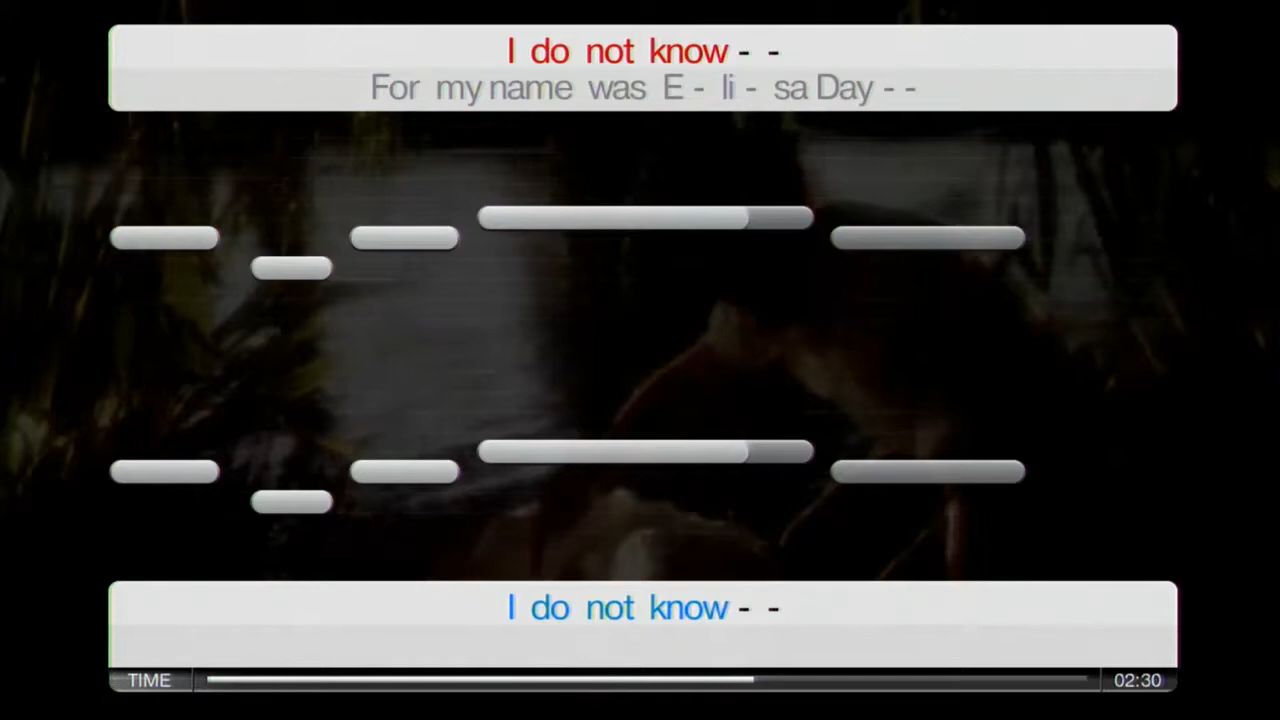 I do not know - -
For my name was E - li - sa Day - -
I do not know - -
TIME 02:30